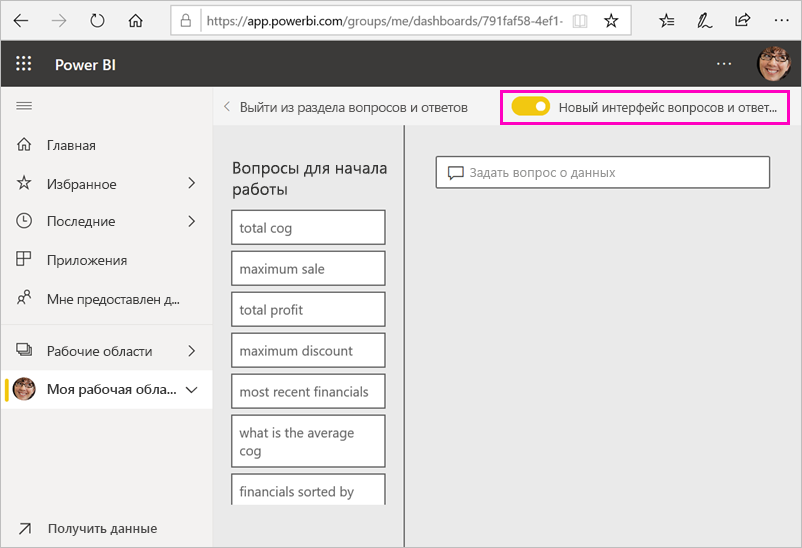 https://app.powerbi.com/groups/me/dashboards/791faf58-4ef1-
Power BI
Выйти из раздела вопросов и ответов
Новый интерфейс вопросов и ответ...
Главная
Избранное
Последние
Приложения
Мне предоставлен д...
Рабочие области
Моя рабочая обла...
Получить данные
Вопросы для начала
работы
total cog
maximum sale
total profit
maximum discount
most recent financials
what is the average
cog
financials sorted by
Задать вопрос о данных